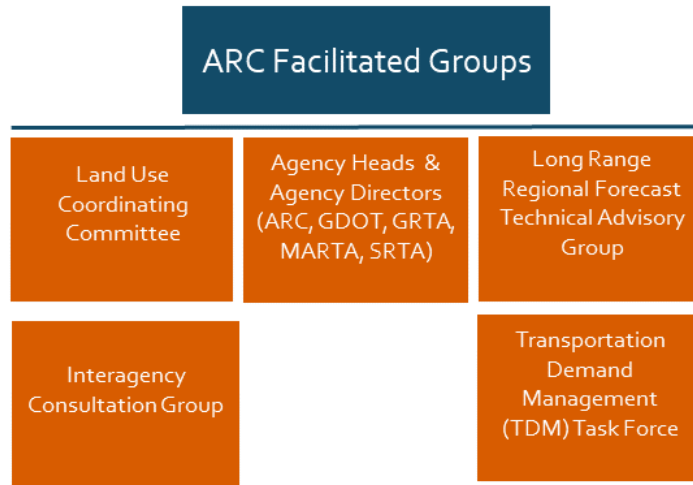 ARC Facilitated Groups
Land Use
Coordinating
Committee
Agency Heads &
Agency Directors
(ARC, GDOT, GRTA,
MARTA, SRTA)
Long Range
Regional Forecast
Technical Advisory
Group
Interagency
Consultation Group
Transportation
Demand
Management
(TDM) Task Force